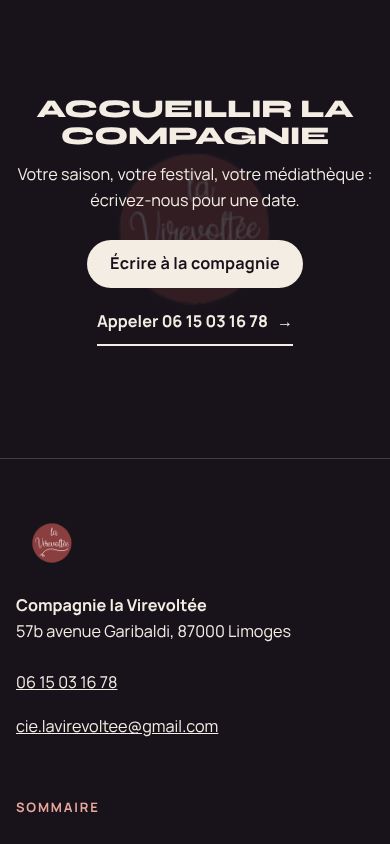 ACCUEILLIR LA
COMPAGNIE
Votre saison, votre festival, votre médiathèque :
écrivez-nous pour une date.
la
Virevoltée
Écrire à la compagnie
Appeler 06 15 03 16 78 →
la
Virevoltée
Compagnie la Virevoltée
57b avenue Garibaldi, 87000 Limoges
06 15 03 16 78
cie.lavirevoltee@gmail.com
SOMMAIRE